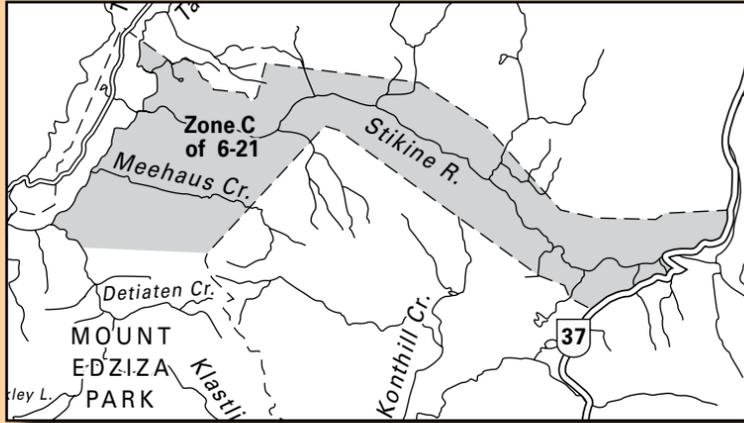 Zone C
of 6-21
Meehaus Cr.
Stikine R.
Detiaten Cr.
Konthill Cr.
37
MOUNT
EDZIZA
PARK